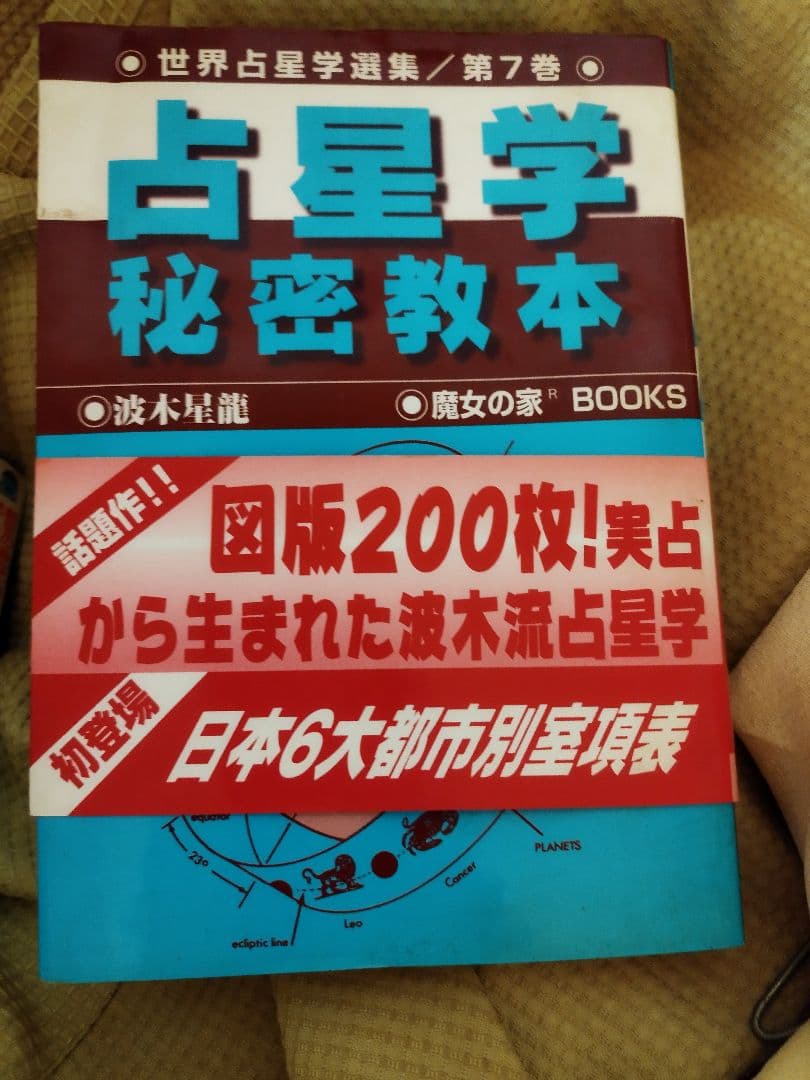 ◉ 世界占星学選集／第7巻 ◉
占星学
秘密教本
◉波木星龍 ◉魔女の家® BOOKS
話題作!!
図版200枚!実占
から生まれた波木流占星学
初登場
日本6大都市別室項表
equator
23°
PLANETS
Cancer
Leo
ecliptic line